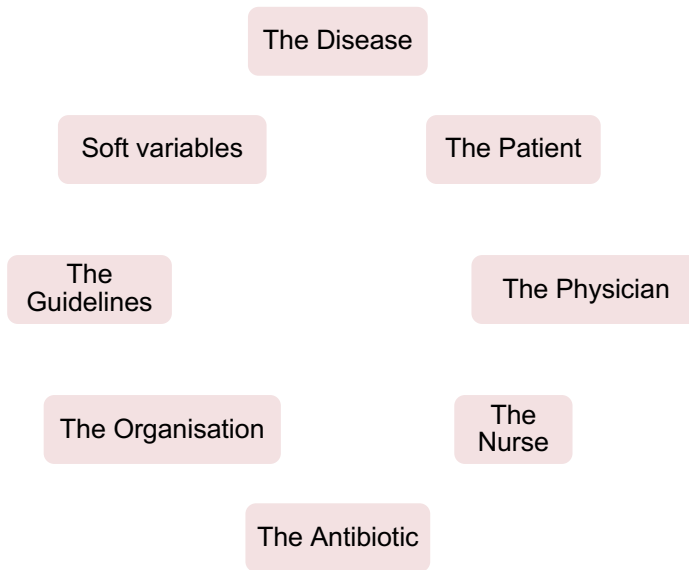 The Disease
Soft variables
The Patient
The
Guidelines
The Physician
The Organisation
The
Nurse
The Antibiotic